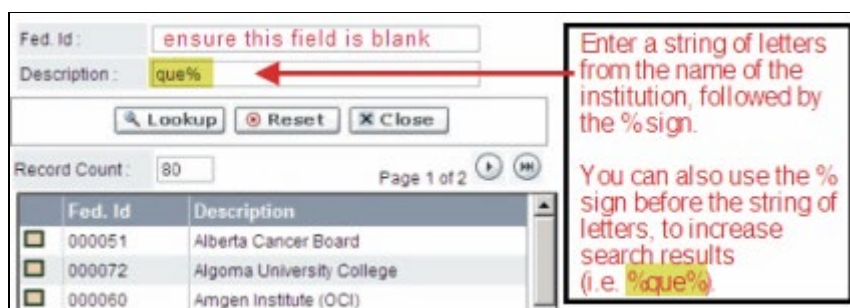 Fed. Id :
ensure this field is blank
Description :
que%
Lookup
Reset
Close
Record Count :
80
Page 1 of 2
Fed. Id
Description
000051
Alberta Cancer Board
000072
Algoma University College
000060
Amgen Institute (OCI)
Enter a string of letters
from the name of the
institution, followed by
the % sign.
You can also use the %
sign before the string of
letters, to increase
search results
(i.e. %que%).